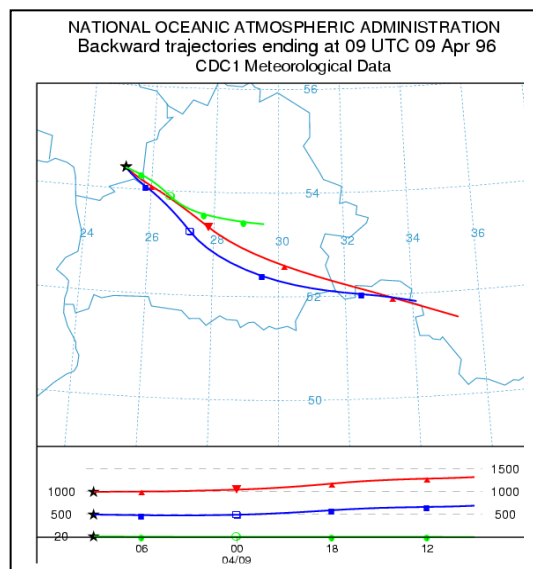 NATIONAL OCEANIC ATMOSPHERIC ADMINISTRATION
Backward trajectories ending at 09 UTC 09 Apr 96
CDC1 Meteorological Data
56
54
24 26 28 30 32 34 36
52
50
1500
1000 1000
500 500
20
06 00 18 12
04/09